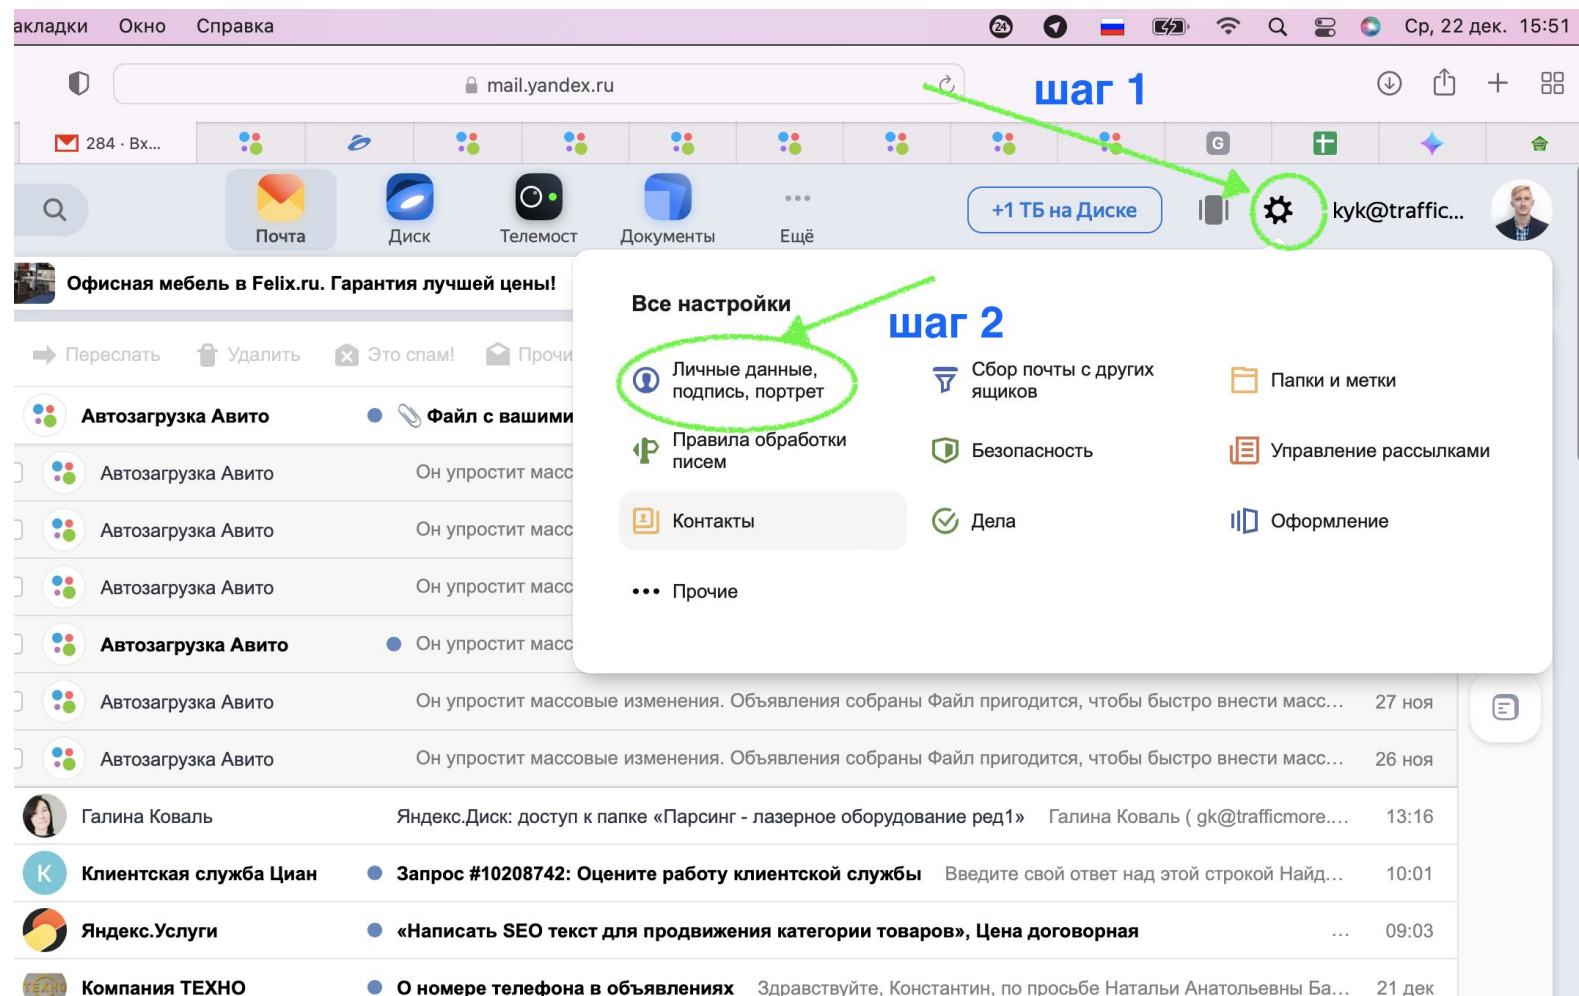 акладки Окно Справка 24 Ср, 22 дек. 15:51
mail.yandex.ru
шаг 1
284 · Вх... G
Почта Диск Телемост Документы Ещё +1 ТБ на Диске kyk@traffic...
Офисная мебель в Felix.ru. Гарантия лучшей цены!
Все настройки
шаг 2
Переслать Удалить Это спам! Прочи
Личные данные, подпись, портрет
Сбор почты с других ящиков
Папки и метки
Правила обработки писем
Безопасность
Управление рассылками
Контакты
Дела
Оформление
Прочие
Автозагрузка Авито Файл с вашими
Автозагрузка Авито Он упростит масс
Автозагрузка Авито Он упростит масс
Автозагрузка Авито Он упростит масс
Автозагрузка Авито Он упростит масс
Автозагрузка Авито Он упростит массовые изменения. Объявления собраны Файл пригодится, чтобы быстро внести масс... 27 ноя
Автозагрузка Авито Он упростит массовые изменения. Объявления собраны Файл пригодится, чтобы быстро внести масс... 26 ноя
Галина Коваль Яндекс.Диск: доступ к папке «Парсинг - лазерное оборудование ред1» Галина Коваль ( gk@trafficmore.... 13:16
К Клиентская служба Циан Запрос #10208742: Оцените работу клиентской службы Введите свой ответ над этой строкой Найд... 10:01
Яндекс.Услуги «Написать SEO текст для продвижения категории товаров», Цена договорная ... 09:03
ТЕХНО Компания ТЕХНО О номере телефона в объявлениях Здравствуйте, Константин, по просьбе Натальи Анатольевны Ба... 21 дек